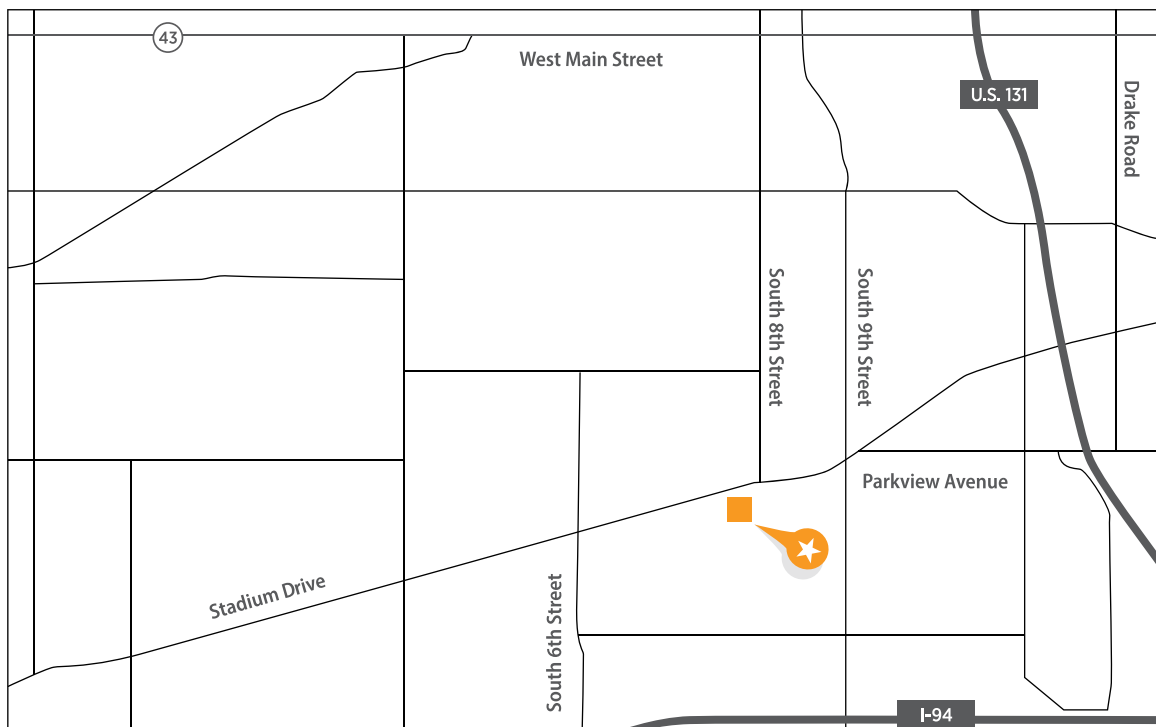 43
West Main Street
U.S. 131
Drake Road
South 8th Street
South 9th Street
Parkview Avenue
Stadium Drive
South 6th Street
I-94